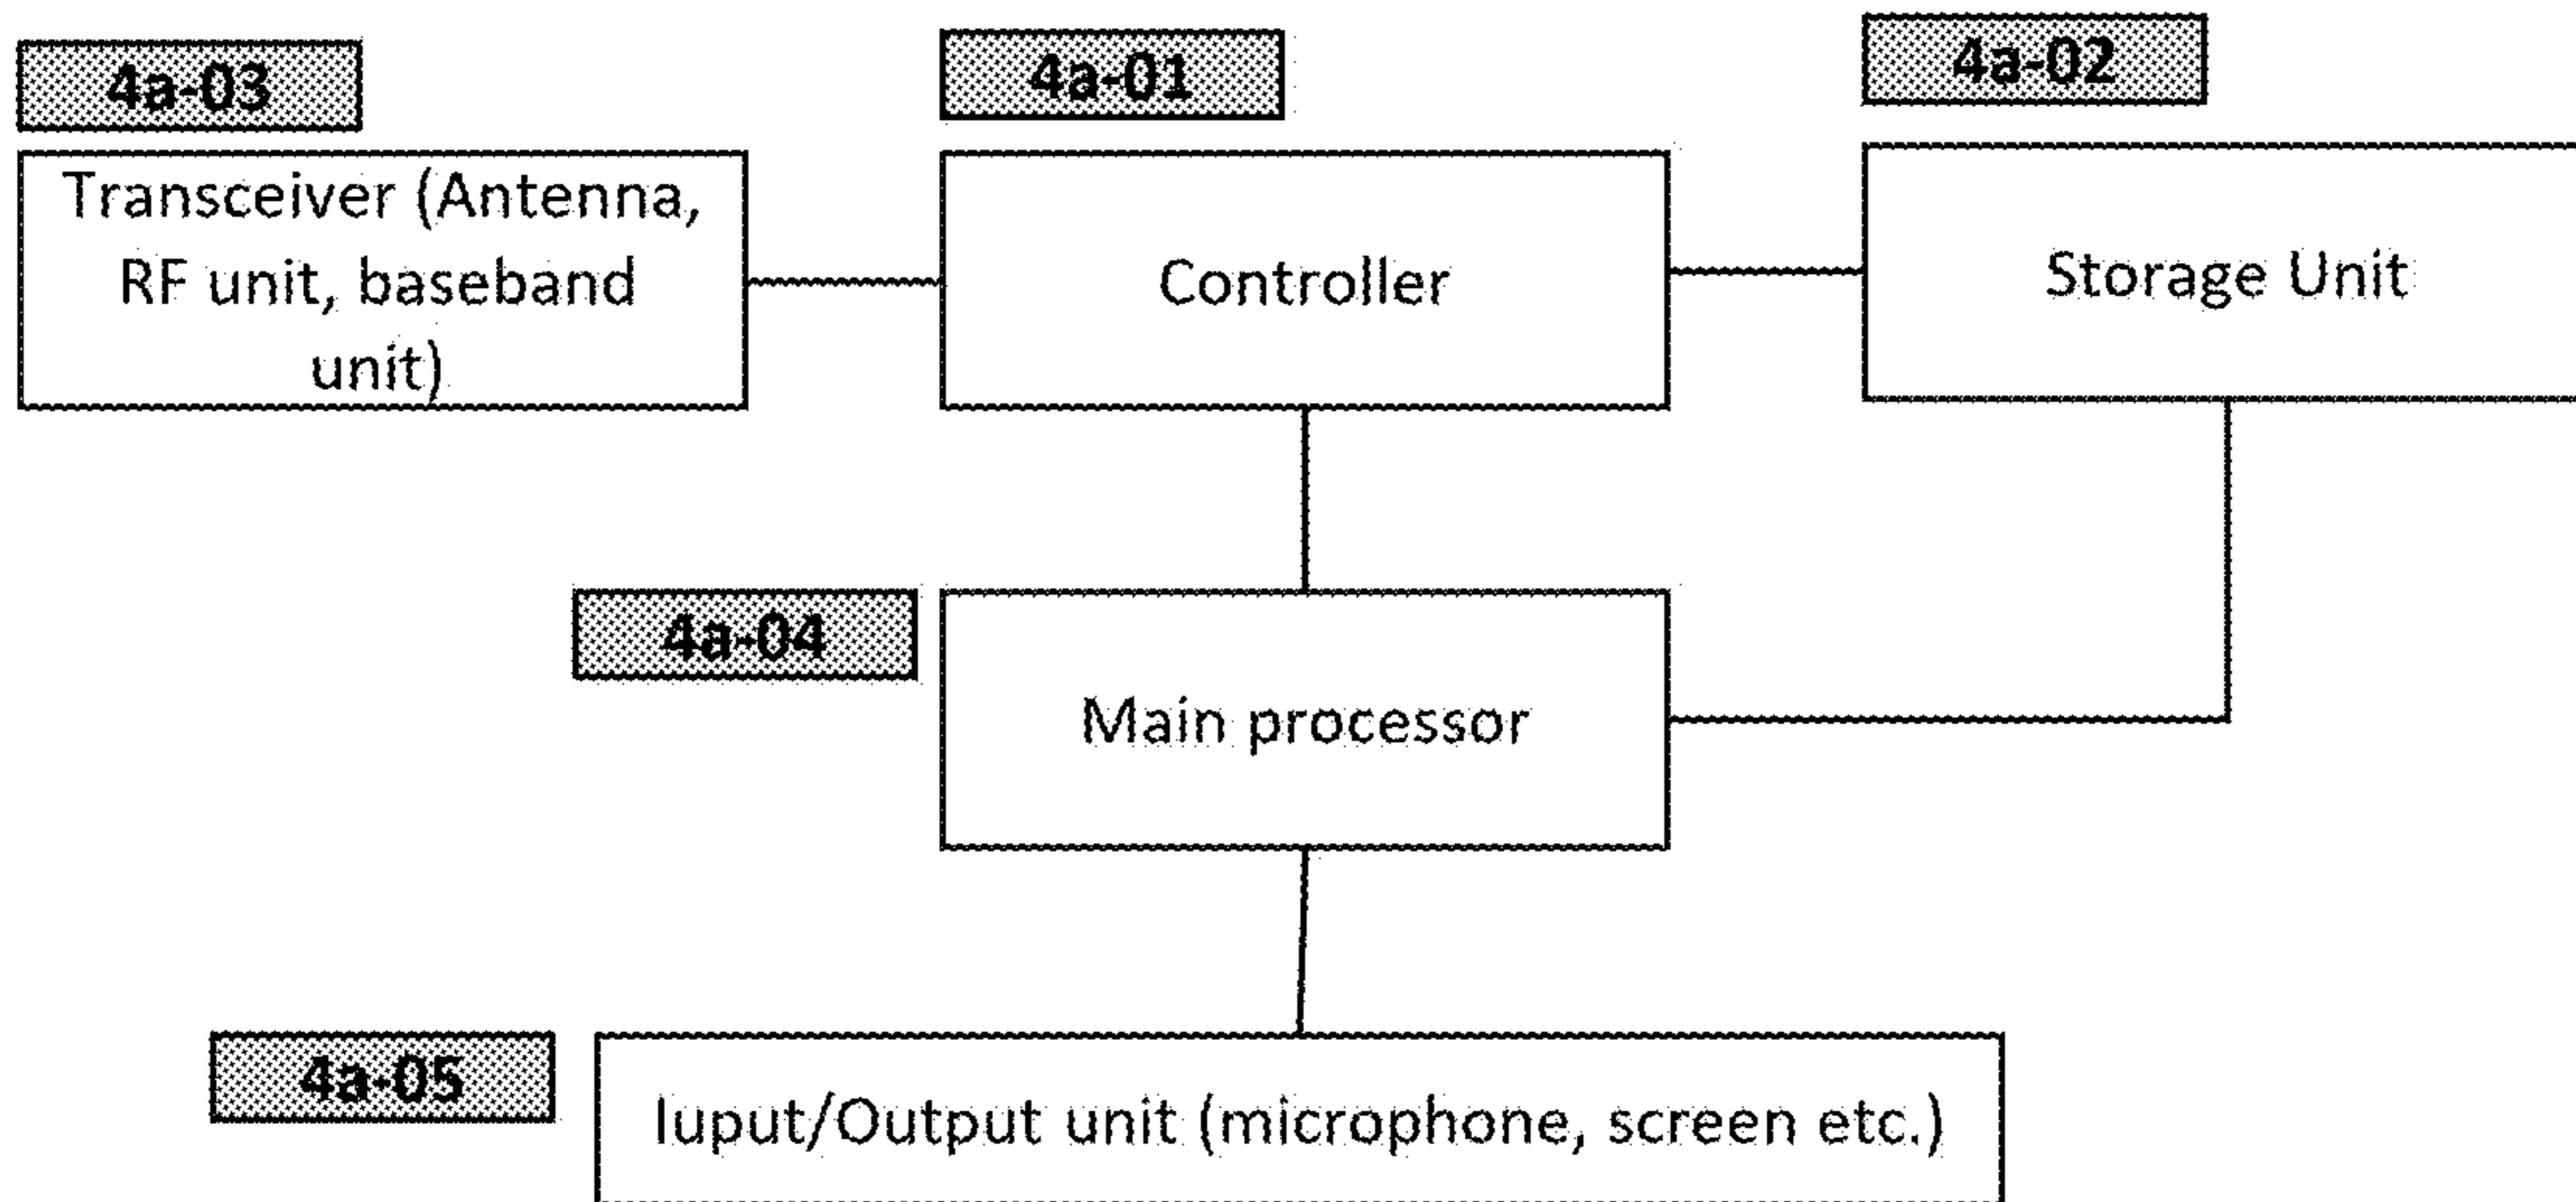 4a-03
4a-01
4a-02
Transceiver (Antenna,
RF unit, baseband
unit)
Controller
Storage Unit
4a-04
Main processor
4a-05
Iuput/Output unit (microphone, screen etc.)